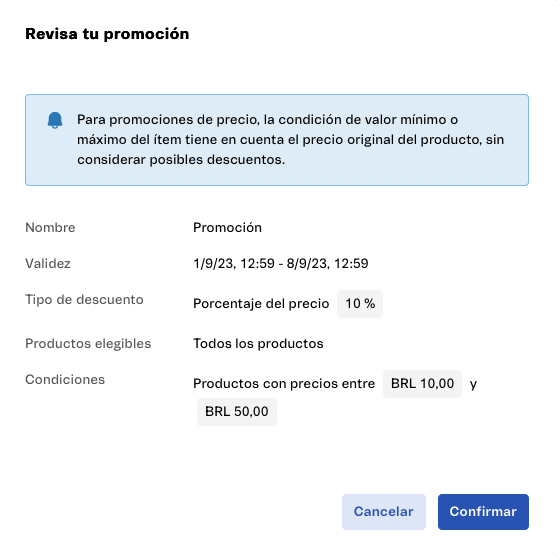 Revisa tu promoción
Para promociones de precio, la condición de valor mínimo o
máximo del ítem tiene en cuenta el precio original del producto, sin
considerar posibles descuentos.
Nombre Promoción
Validez 1/9/23, 12:59 - 8/9/23, 12:59
Tipo de descuento Porcentaje del precio 10 %
Productos elegibles Todos los productos
Condiciones Productos con precios entre BRL 10,00 y
BRL 50,00
Cancelar Confirmar